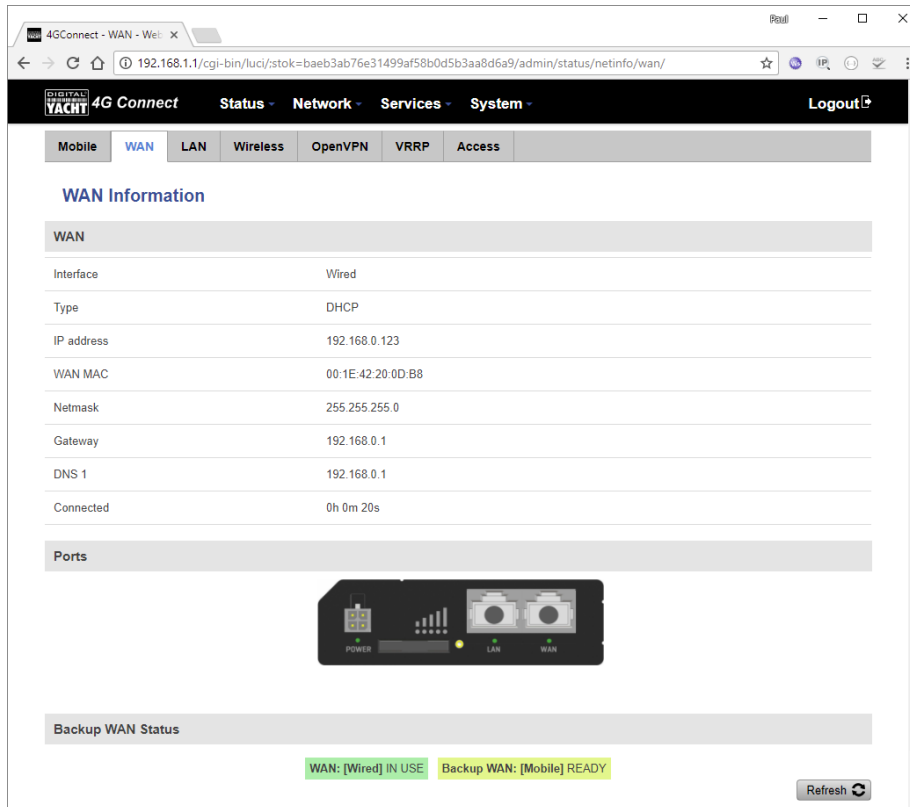 Paul
4GConnect - WAN - Web
192.168.1.1/cgi-bin/luci/;stok=baeb3ab76e31499af58b0d5b3aa8d6a9/admin/status/netinfo/wan/
DIGITAL YACHT 4G Connect Status Network Services System Logout
Mobile WAN LAN Wireless OpenVPN VRRP Access
WAN Information
WAN
Interface Wired
Type DHCP
IP address 192.168.0.123
WAN MAC 00:1E:42:20:0D:B8
Netmask 255.255.255.0
Gateway 192.168.0.1
DNS 1 192.168.0.1
Connected 0h 0m 20s
Ports
POWER LAN WAN
Backup WAN Status
WAN: [Wired] IN USE Backup WAN: [Mobile] READY
Refresh